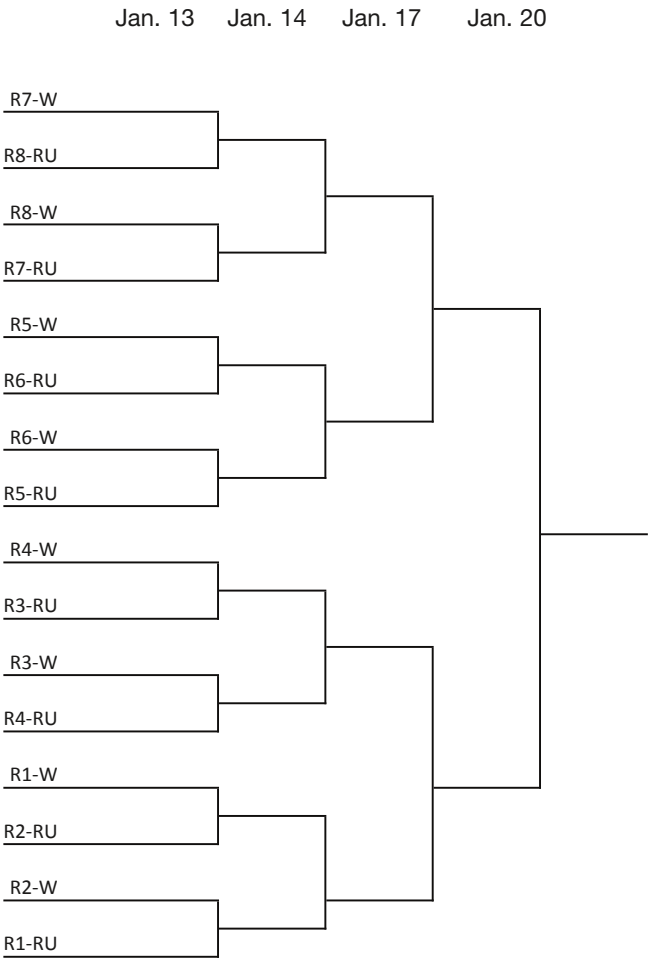 Jan. 13 Jan. 14 Jan. 17 Jan. 20
R7-W
R8-RU
R8-W
R7-RU
R5-W
R6-RU
R6-W
R5-RU
R4-W
R3-RU
R3-W
R4-RU
R1-W
R2-RU
R2-W
R1-RU